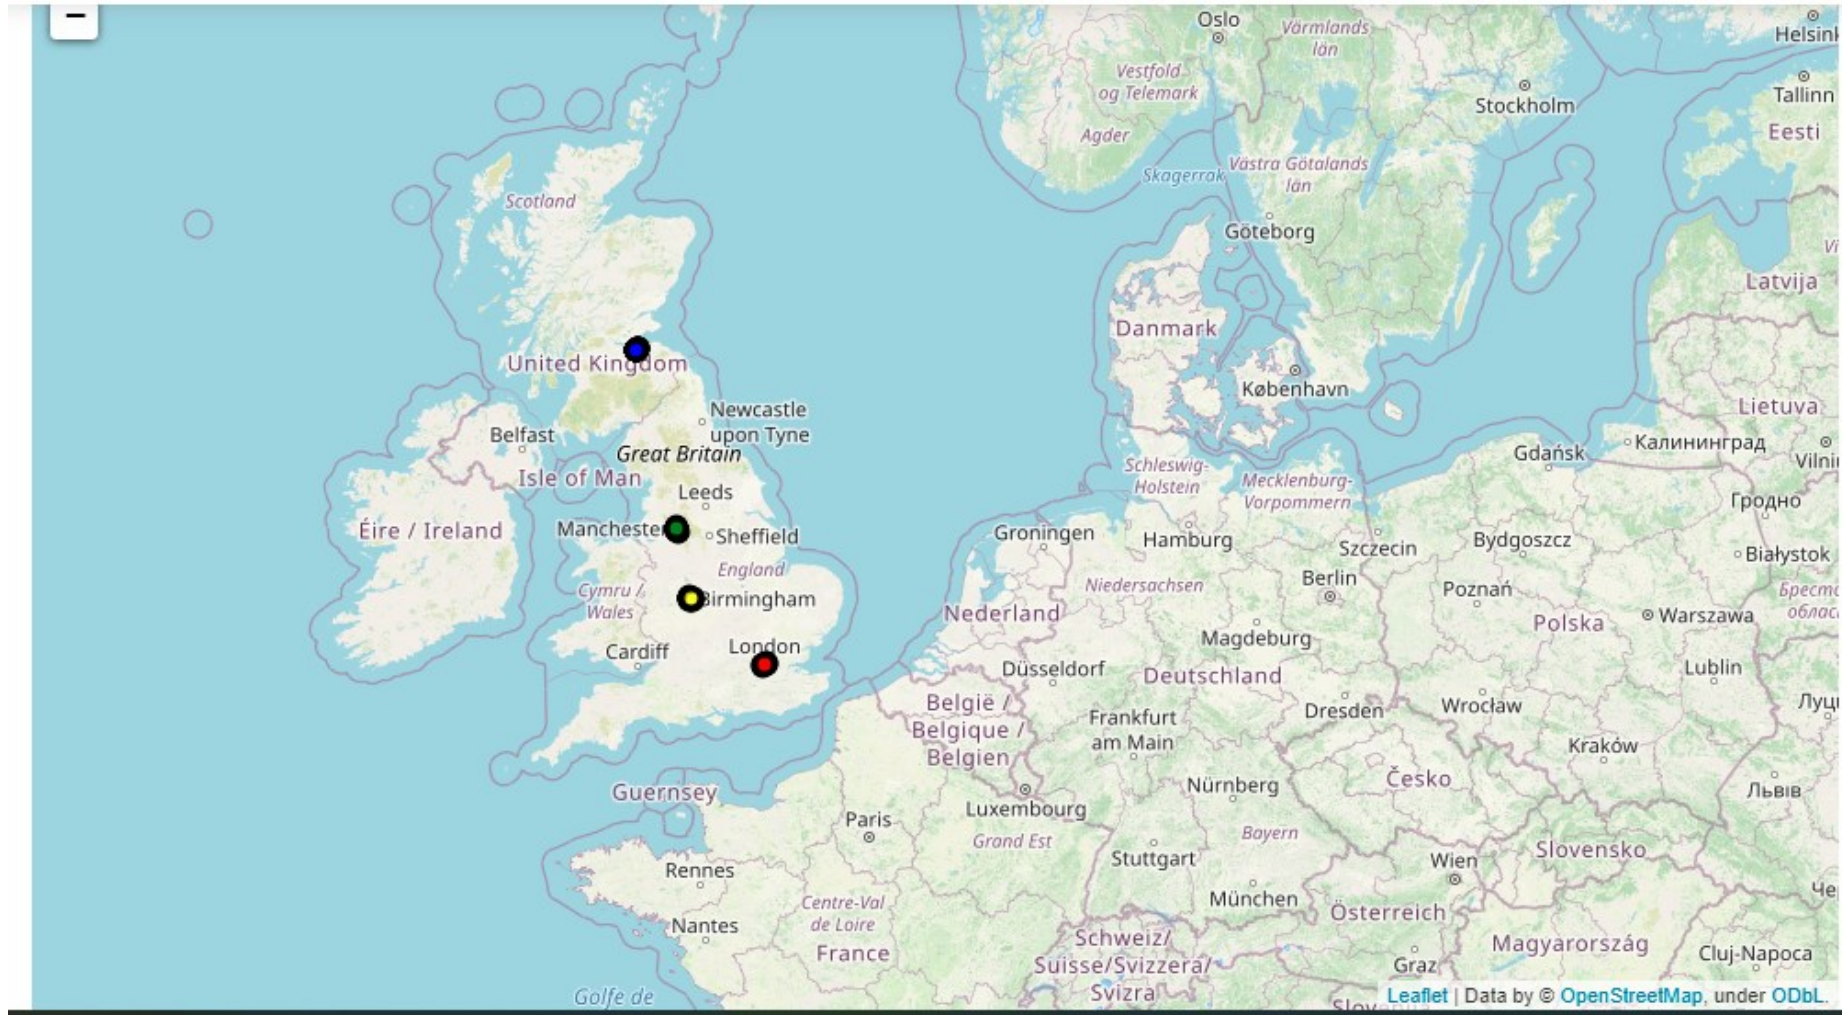 −
Oslo
Värmlands
län
Helsink
Vestfold
og Telemark
Stockholm
Tallinn
Agder
Eesti
Västra Götalands
län
Skagerrak
Scotland
Göteborg
Latvija
Danmark
United Kingdom
København
Lietuva
Newcastle
upon Tyne
Belfast
Great Britain
Калининград
Gdańsk
Isle of Man
Schleswig-
Holstein
Mecklenburg-
Vorpommern
Leeds
Гродно
Éire / Ireland
Manchester
Sheffield
Groningen
Hamburg
Szczecin
Bydgoszcz
Białystok
England
Cymru /
Wales
Birmingham
Niedersachsen
Berlin
Poznań
Nederland
Warszawa
Polska
Magdeburg
London
Cardiff
Düsseldorf
Deutschland
Lublin
België /
Belgique /
Belgien
Frankfurt
am Main
Dresden
Wrocław
Kraków
Guernsey
Luxembourg
Nürnberg
Česko
Львів
Paris
Grand Est
Bayern
Stuttgart
Slovensko
Rennes
Wien
München
Centre-Val
de Loire
Nantes
Österreich
France
Schweiz/
Suisse/Svizzera/
Svizra
Magyarország
Cluj-Napoca
Graz
Golfe de
Leaflet | Data by © OpenStreetMap, under ODbL.